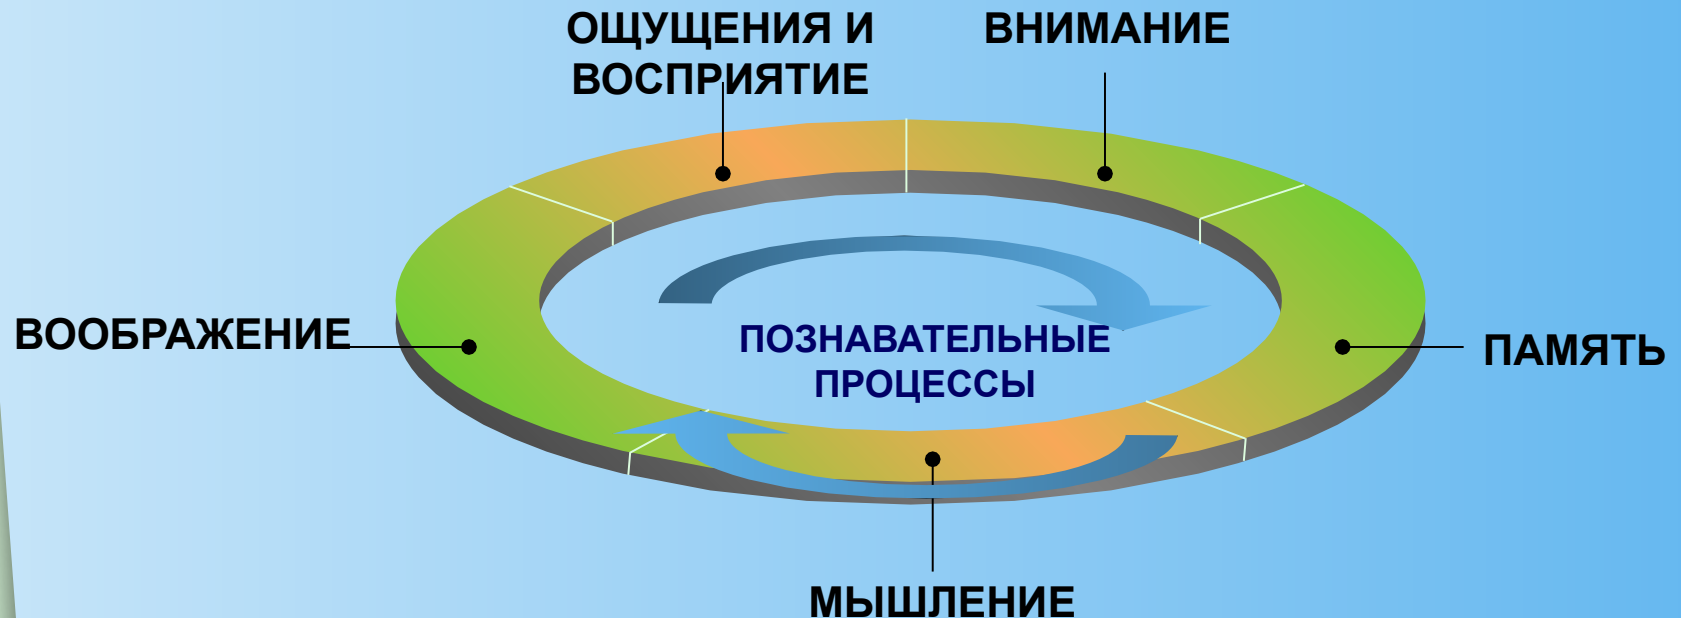 ОЩУЩЕНИЯ И
ВОСПРИЯТИЕ
ВНИМАНИЕ
ВООБРАЖЕНИЕ
ПОЗНАВАТЕЛЬНЫЕ
ПРОЦЕССЫ
ПАМЯТЬ
МЫШЛЕНИЕ